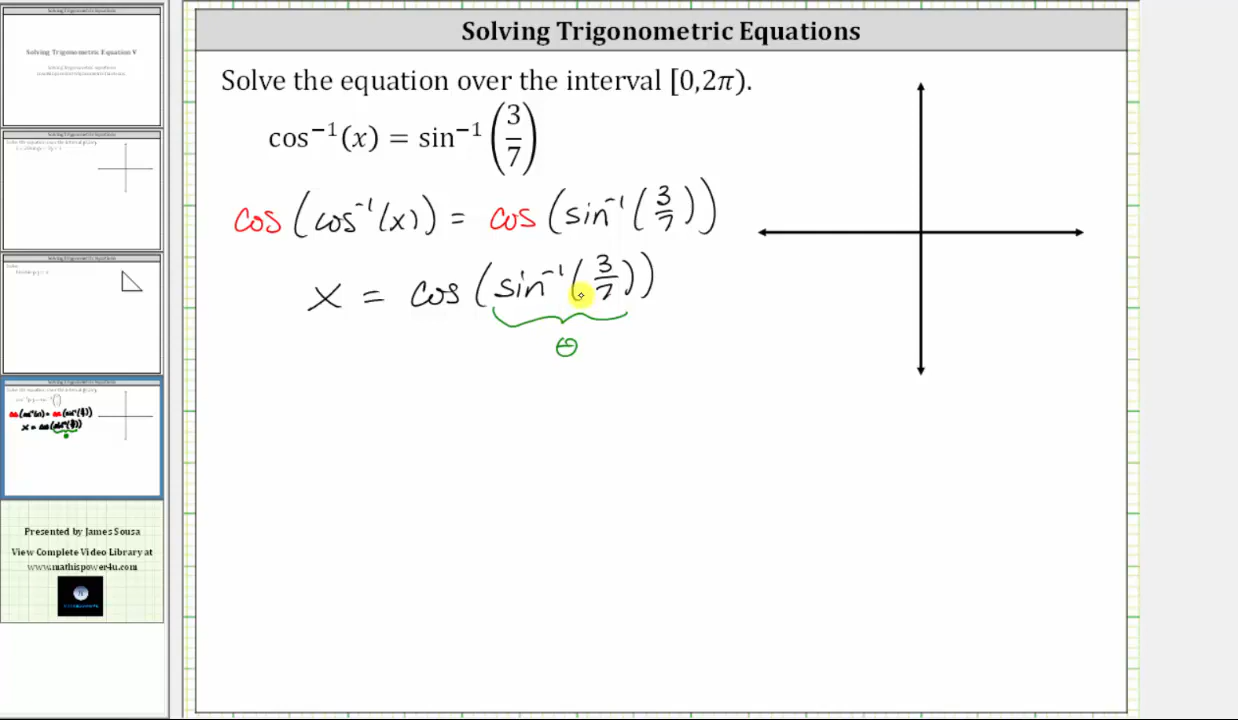 Solving Trigonometric Equations
Solve the equation over the interval [0,2π).
cos⁻¹(x) = sin⁻¹(3/7)
cos(cos⁻¹(x)) = cos(sin⁻¹(3/7))
x = cos(sin⁻¹(3/7))
θ
Solving Trigonometric Equation V
Presented by James Sousa
View Complete Video Library at
www.mathispower4u.com